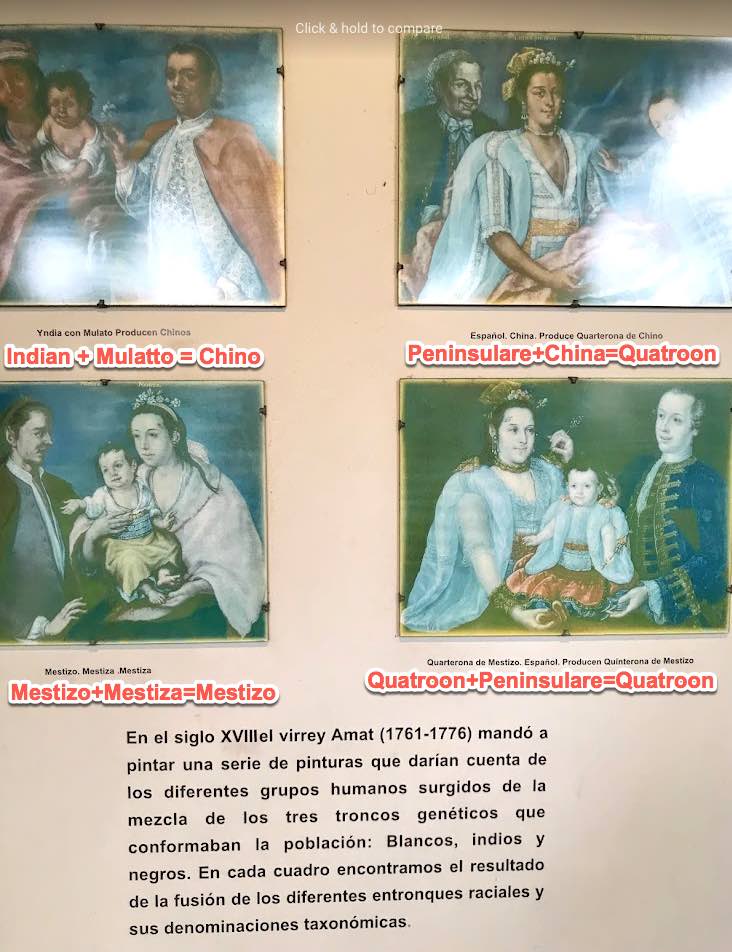 Click & hold to compare
Yndia con Mulato Producen Chinos
Indian + Mulatto = Chino
Español. China. Produce Quarterona de Chino
Peninsulare+China=Quatroon
Mestizo. Mestiza .Mestiza
Mestizo+Mestiza=Mestizo
Quarterona de Mestizo. Español. Producen Quinterona de Mestizo
Quatroon+Peninsulare=Quatroon
En el siglo XVIIIel virrey Amat (1761-1776) mandó a
pintar una serie de pinturas que darían cuenta de
los diferentes grupos humanos surgidos de la
mezcla de los tres troncos genéticos que
conformaban la población: Blancos, indios y
negros. En cada cuadro encontramos el resultado
de la fusión de los diferentes entronques raciales y
sus denominaciones taxonómicas.